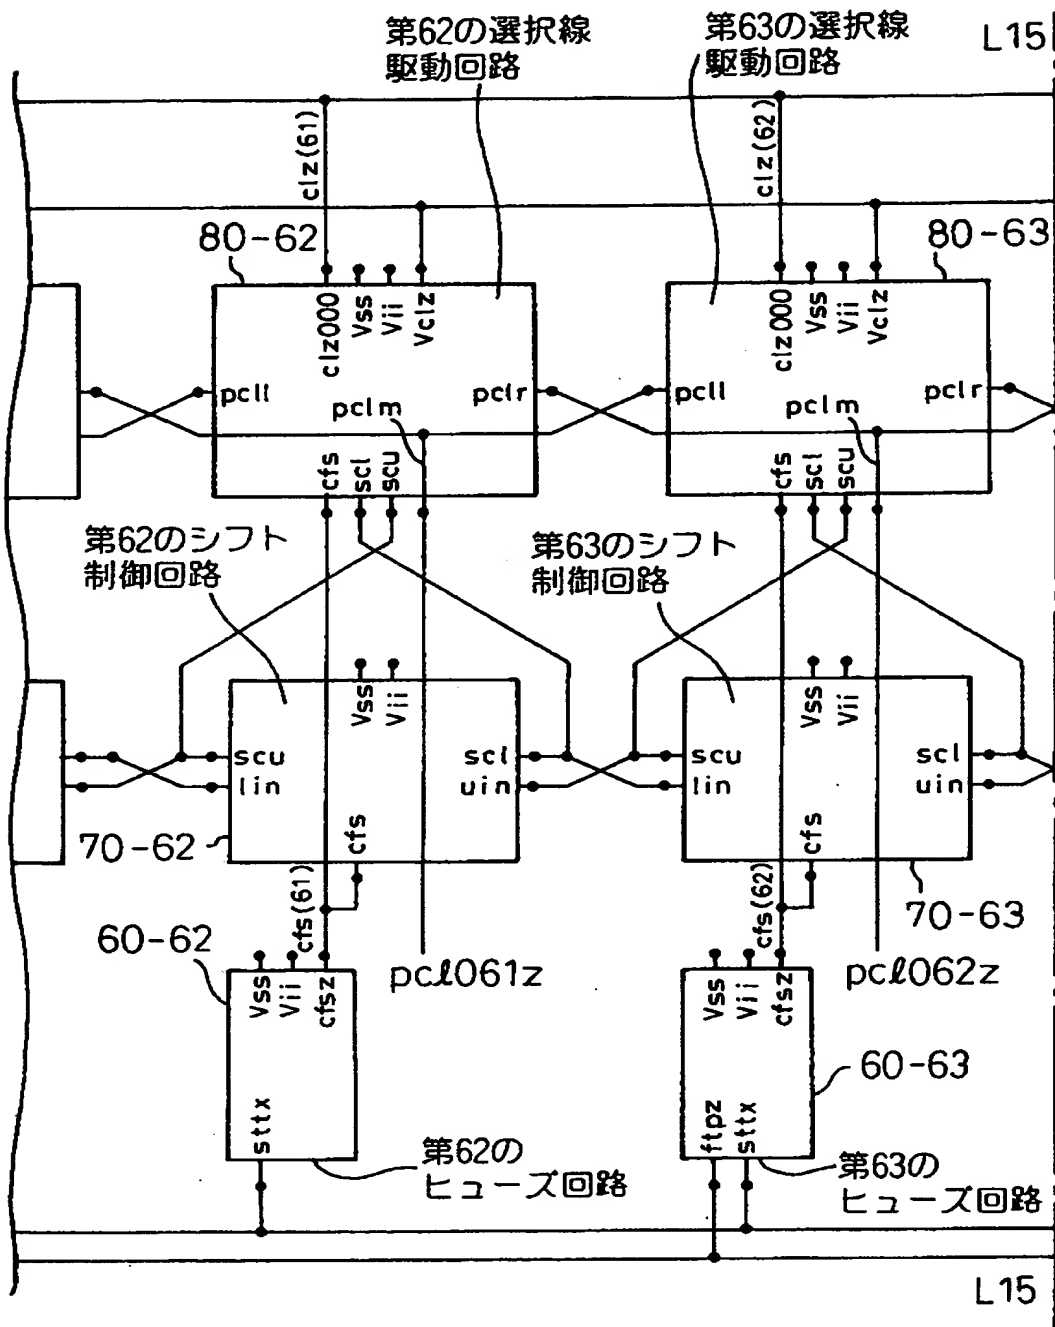 第62の選択線
駆動回路
第63の選択線
駆動回路
L15
clz(61)
clz(62)
80-62
80-63
clz000
Vss
Vii
Vclz
clz000
Vss
Vii
Vclz
pcll
pclm
pclr
pcll
pclm
pclr
cfs
scl
scu
cfs
scl
scu
第62のシフト
制御回路
第63のシフト
制御回路
Vss
Vii
Vss
Vii
scu
lin
scl
uin
scu
lin
scl
uin
cfs
cfs
70-62
70-63
cfs(61)
cfs(62)
60-62
pcl061z
pcl062z
Vss
Vii
cfsz
Vss
Vii
cfsz
60-63
sttx
ftpz
sttx
第62の
ヒューズ回路
第63の
ヒューズ回路
L15